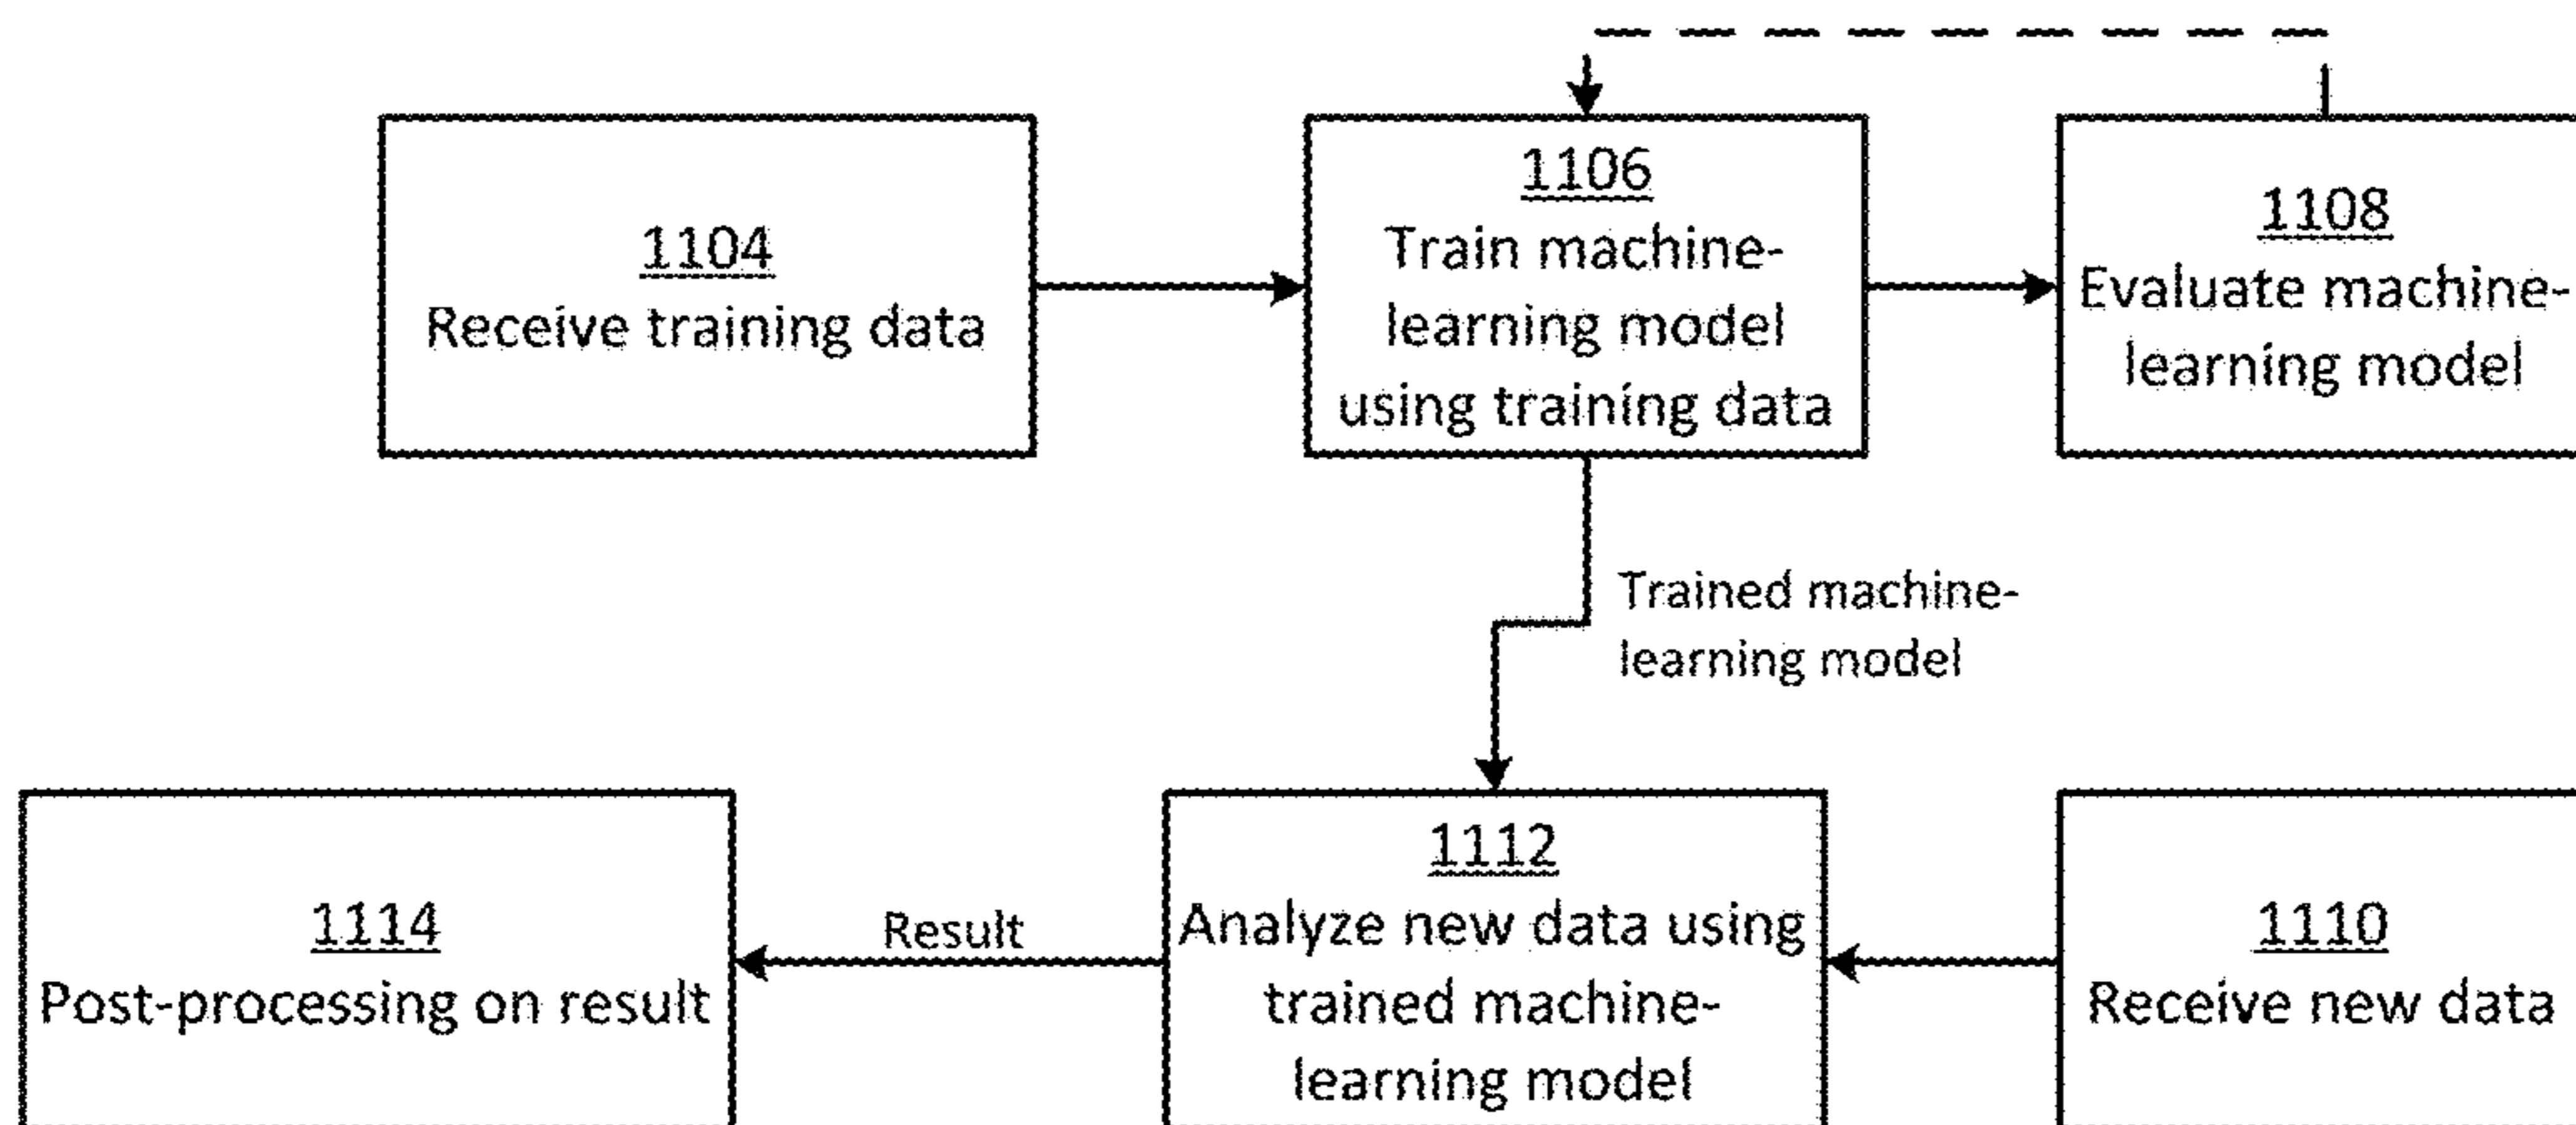 1104
Receive training data
1106
Train machine-
learning model
using training data
1108
Evaluate machine-
learning model
Trained machine-
learning model
1114
Post-processing on result
Result
1112
Analyze new data using
trained machine-
learning model
1110
Receive new data